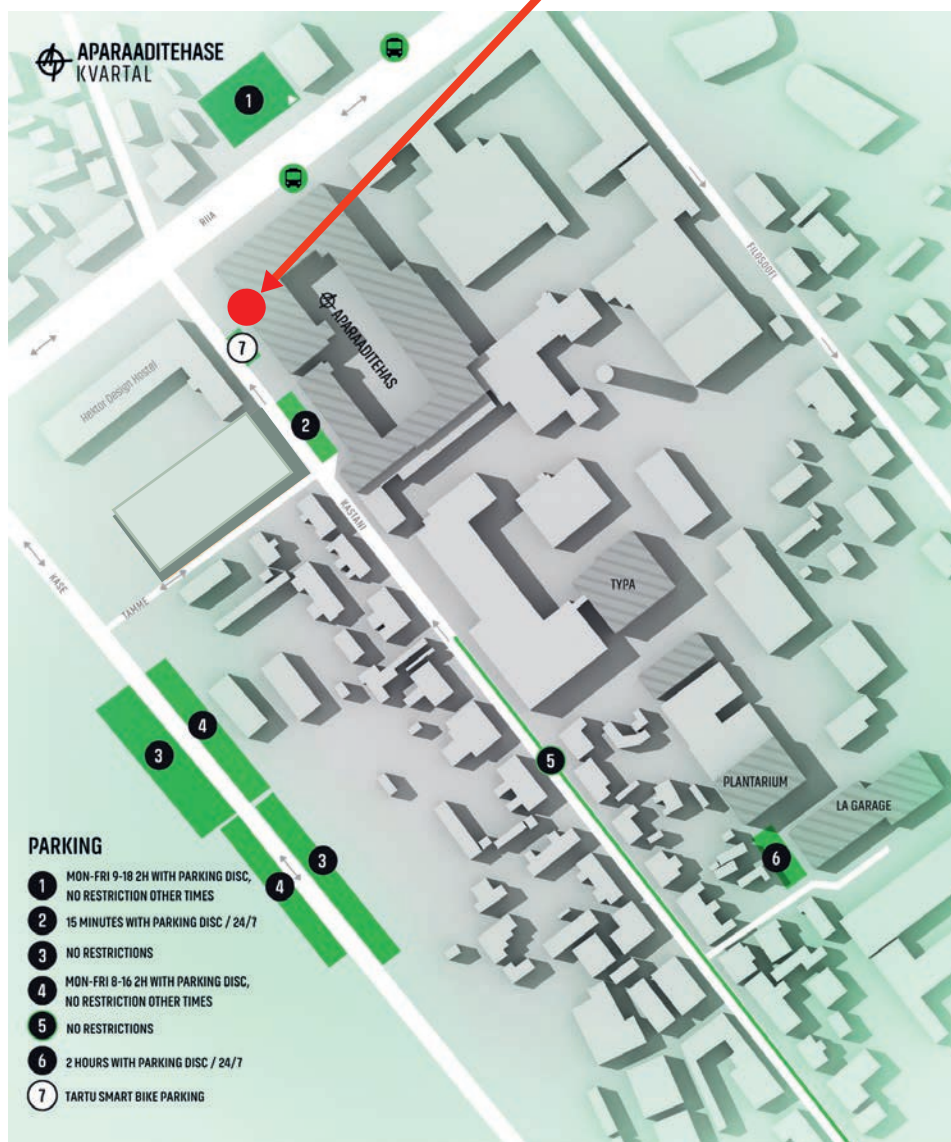 APARAADITEHASE
KVARTAL
1
RIIA
FILOSOOFI
7
APARAADITEHAS
Hektor Design Hostel
2
KASTANI
KASE
TAMME
TYPA
4
3
5
PLANTARIUM
LA GARAGE
6
3
4
PARKING
1 MON-FRI 9-18 2H WITH PARKING DISC,
NO RESTRICTION OTHER TIMES
2 15 MINUTES WITH PARKING DISC / 24/7
3 NO RESTRICTIONS
4 MON-FRI 8-16 2H WITH PARKING DISC,
NO RESTRICTION OTHER TIMES
5 NO RESTRICTIONS
6 2 HOURS WITH PARKING DISC / 24/7
7 TARTU SMART BIKE PARKING